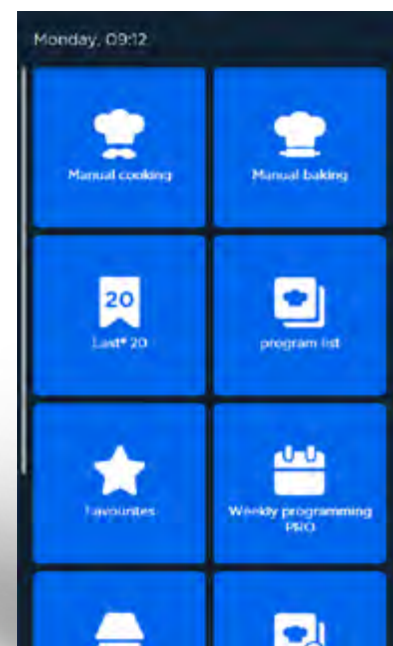 Monday, 09:12
Manual cooking
Manual baking
20
Last® 20
program list
Favourites
Weekly programming
PRO